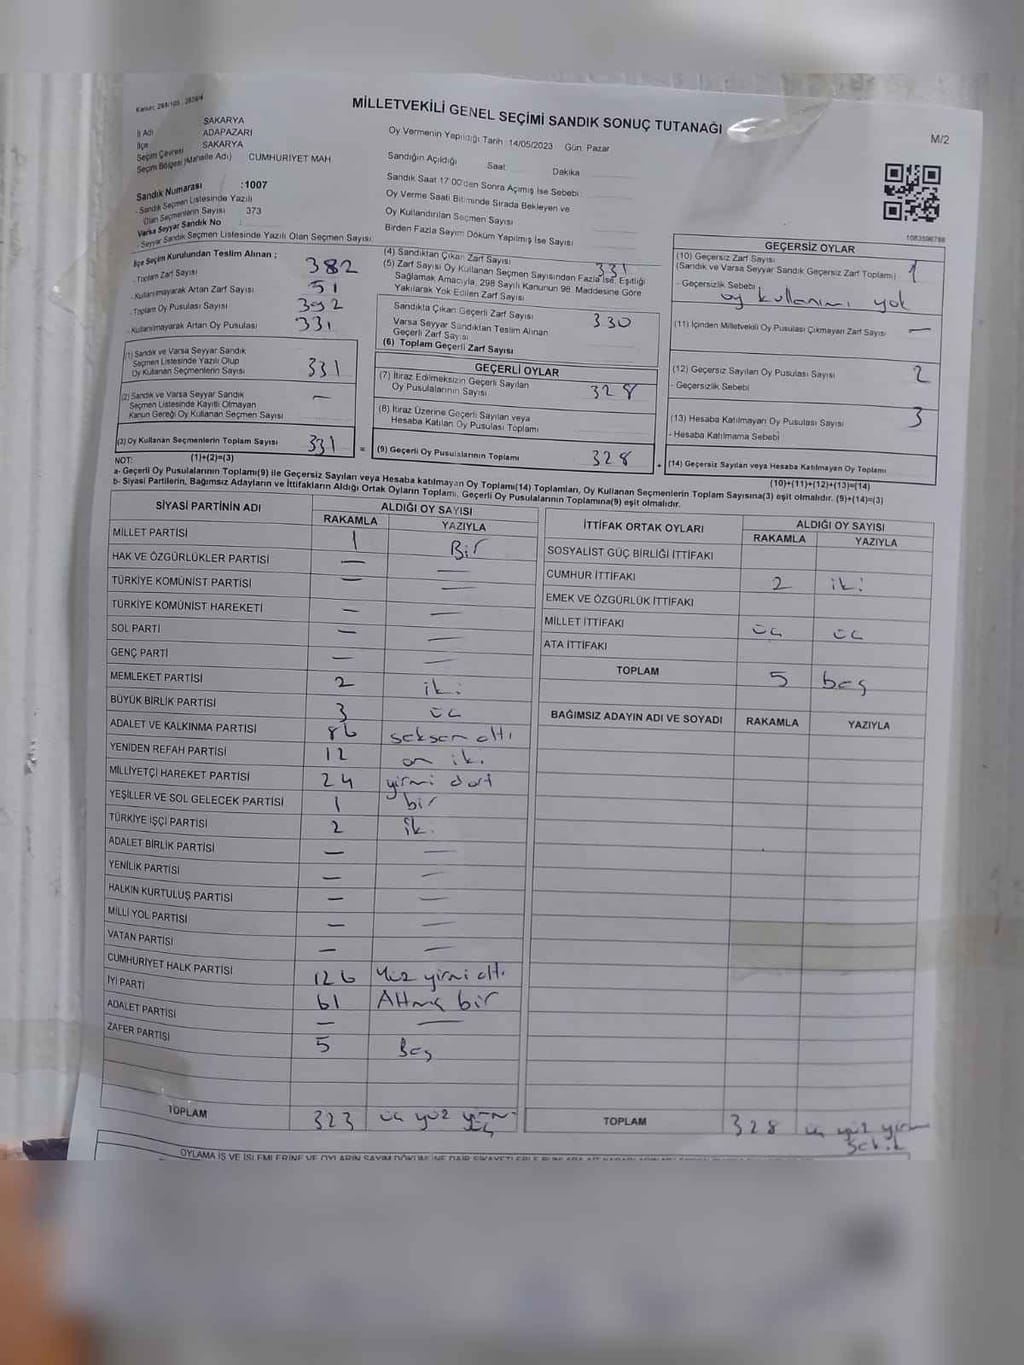 Kanun: 298/105 ; 2839/4
MİLLETVEKİLİ GENEL SEÇİMİ SANDIK SONUÇ TUTANAĞI
M/2
İl Adı SAKARYA
İlçe ADAPAZARI
Seçim Çevresi SAKARYA
Seçim Bölgesi (Mahalle Adı) CUMHURIYET MAH.
Sandık Numarası :1007
- Sandık Seçmen Listesinde Yazılı
Olan Seçmenlerin Sayısı 373
Varsa Seyyar Sandık No
- Seyyar Sandık Seçmen Listesinde Yazılı Olan Seçmen Sayısı:
Oy Vermenin Yapıldığı Tarih :14/05/2023 Gün: Pazar
Sandığın Açıldığı Saat: Dakika
Sandık Saat 17:00'den Sonra Açımış İse Sebebi
Oy Verme Saati Bitiminde Sırada Bekleyen ve
Oy Kullandırılan Seçmen Sayısı
Birden Fazla Sayım Döküm Yapılmış İse Sayısı
1083596788
İlçe Seçim Kurulundan Teslim Alınan ;
- Toplam Zarf Sayısı 382
- Kullanılmayarak Artan Zarf Sayısı 51
- Toplam Oy Pusulası Sayısı 392
- Kullanılmayarak Artan Oy Pusulası 331
(1) Sandık ve Varsa Seyyar Sandık
Seçmen Listesinde Yazılı Olup
Oy Kullanan Seçmenlerin Sayısı 331
(2) Sandık ve Varsa Seyyar Sandık
Seçmen Listesinde Kayıtlı Olmayan
Kanun Gereği Oy Kullanan Seçmen Sayısı —
(3) Oy Kullanan Seçmenlerin Toplam Sayısı 331 =
(4) Sandıktan Çıkan Zarf Sayısı 331
(5) Zarf Sayısı Oy Kullanan Seçmen Sayısından Fazla İse, Eşitliği
Sağlamak Amacıyla, 298 Sayılı Kanunun 98. Maddesine Göre
Yakılarak Yok Edilen Zarf Sayısı
Sandıkta Çıkan Geçerli Zarf Sayısı 330
Varsa Seyyar Sandıktan Teslim Alınan
Geçerli Zarf Sayısı
(6) Toplam Geçerli Zarf Sayısı
GEÇERLİ OYLAR
(7) İtiraz Edilmeksizin Geçerli Sayılan
Oy Pusulalarının Sayısı 328
(8) İtiraz Üzerine Geçerli Sayılan veya
Hesaba Katılan Oy Pusulası Toplamı
(9) Geçerli Oy Pusulalarının Toplamı 328 +
GEÇERSİZ OYLAR
(10) Geçersiz Zarf Sayısı
(Sandık ve Varsa Seyyar Sandık Geçersiz Zarf Toplamı) 1
- Geçersizlik Sebebi
oy kullanımı yok
(11) İçinden Milletvekili Oy Pusulası Çıkmayan Zarf Sayısı —
(12) Geçersiz Sayılan Oy Pusulası Sayısı 2
- Geçersizlik Sebebi
(13) Hesaba Katılmayan Oy Pusulası Sayısı 3
- Hesaba Katılmama Sebebi
(14) Geçersiz Sayılan veya Hesaba Katılmayan Oy Toplamı
NOT: (1)+(2)=(3) (10)+(11)+(12)+(13)=(14)
a- Geçerli Oy Pusulalarının Toplamı(9) ile Geçersiz Sayılan veya Hesaba katılmayan Oy Toplamı(14) Toplamları, Oy Kullanan Seçmenlerin Toplam Sayısına(3) eşit olmalıdır. (9)+(14)=(3)
b- Siyasi Partilerin, Bağımsız Adayların ve İttifakların Aldığı Ortak Oyların Toplamı, Geçerli Oy Pusulalarının Toplamına(9) eşit olmalıdır.
SİYASİ PARTİNİN ADI ALDIĞI OY SAYISI
RAKAMLA YAZIYLA
MİLLET PARTİSİ 1 Bir
HAK VE ÖZGÜRLÜKLER PARTİSİ — —
TÜRKİYE KOMÜNİST PARTİSİ — —
TÜRKİYE KOMÜNİST HAREKETİ — —
SOL PARTİ — —
GENÇ PARTİ — —
MEMLEKET PARTİSİ 2 iki
BÜYÜK BİRLİK PARTİSİ 3 üç
ADALET VE KALKINMA PARTİSİ 86 seksen altı
YENİDEN REFAH PARTİSİ 12 on iki
MİLLİYETÇİ HAREKET PARTİSİ 24 yirmi dört
YEŞİLLER VE SOL GELECEK PARTİSİ 1 bir
TÜRKİYE İŞÇİ PARTİSİ 2 iki
ADALET BİRLİK PARTİSİ — —
YENİLİK PARTİSİ — —
HALKIN KURTULUŞ PARTİSİ — —
MİLLİ YOL PARTİSİ — —
VATAN PARTİSİ — —
CUMHURİYET HALK PARTİSİ 126 Yüz yirmi altı
İYİ PARTİ 61 Altmış bir
ADALET PARTİSİ — —
ZAFER PARTİSİ 5 Beş
TOPLAM 323 üç yüz yirmi üç
İTTİFAK ORTAK OYLARI ALDIĞI OY SAYISI
RAKAMLA YAZIYLA
SOSYALIST GÜÇ BİRLİĞİ İTTİFAKI
CUMHUR İTTİFAKI 2 iki
EMEK VE ÖZGÜRLÜK İTTİFAKI
MİLLET İTTİFAKI üç üç
ATA İTTİFAKI
TOPLAM 5 beş
BAĞIMSIZ ADAYIN ADI VE SOYADI RAKAMLA YAZIYLA
TOPLAM 328 üç yüz yirmi
sekiz